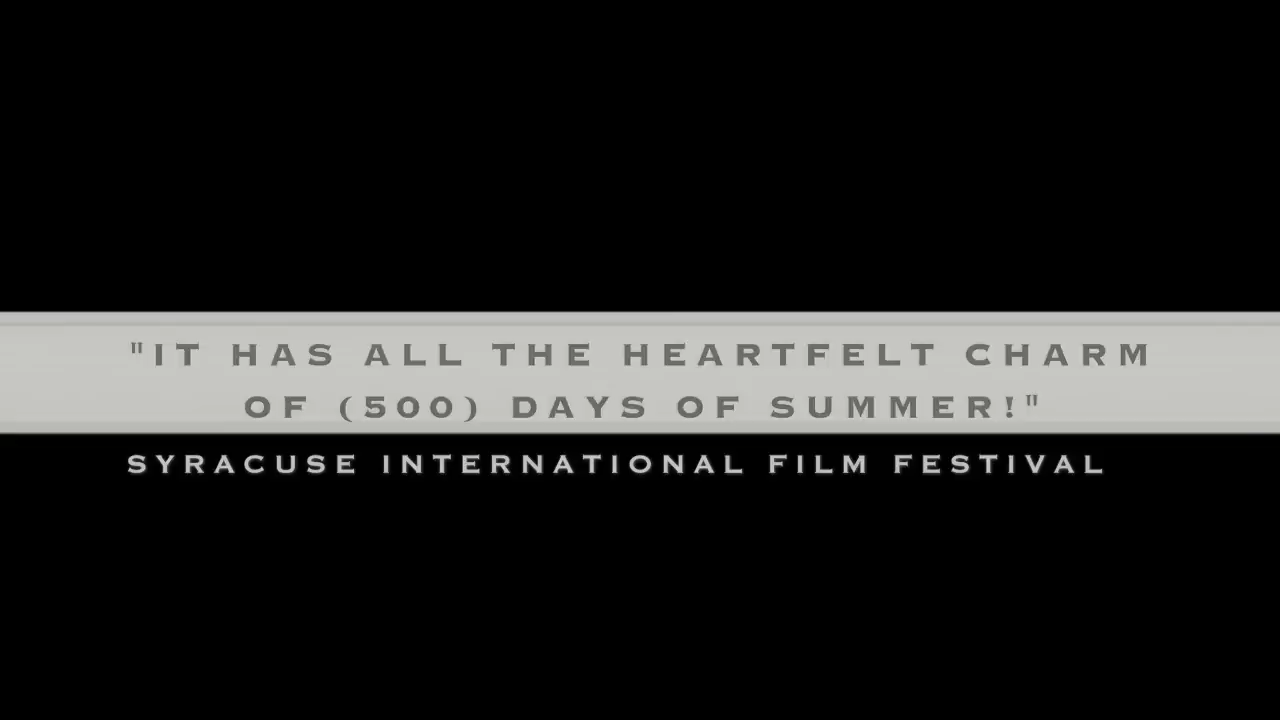 "IT HAS ALL THE HEARTFELT CHARM
OF (500) DAYS OF SUMMER!"
SYRACUSE INTERNATIONAL FILM FESTIVAL